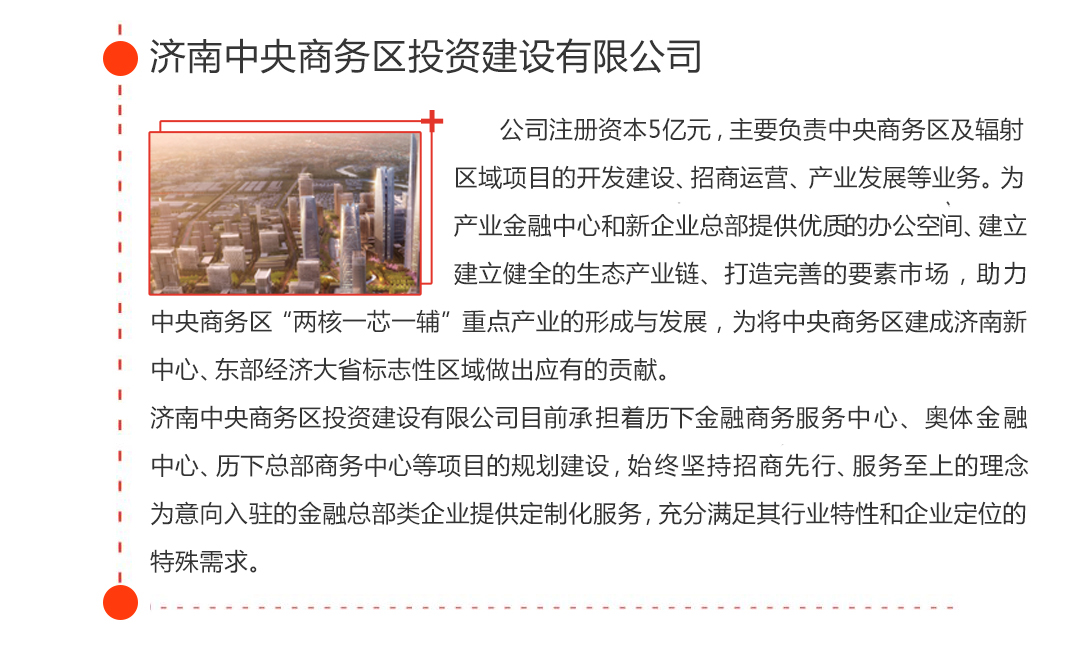 济南中央商务区投资建设有限公司
公司注册资本5亿元，主要负责中央商务区及辐射
区域项目的开发建设、招商运营、产业发展等业务。为
产业金融中心和新企业总部提供优质的办公空间、建立
建立健全的生态产业链、打造完善的要素市场，助力
中央商务区“两核一芯一辅”重点产业的形成与发展，为将中央商务区建成济南新
中心、东部经济大省标志性区域做出应有的贡献。
济南中央商务区投资建设有限公司目前承担着历下金融商务服务中心、奥体金融
中心、历下总部商务中心等项目的规划建设，始终坚持招商先行、服务至上的理念
为意向入驻的金融总部类企业提供定制化服务，充分满足其行业特性和企业定位的
特殊需求。